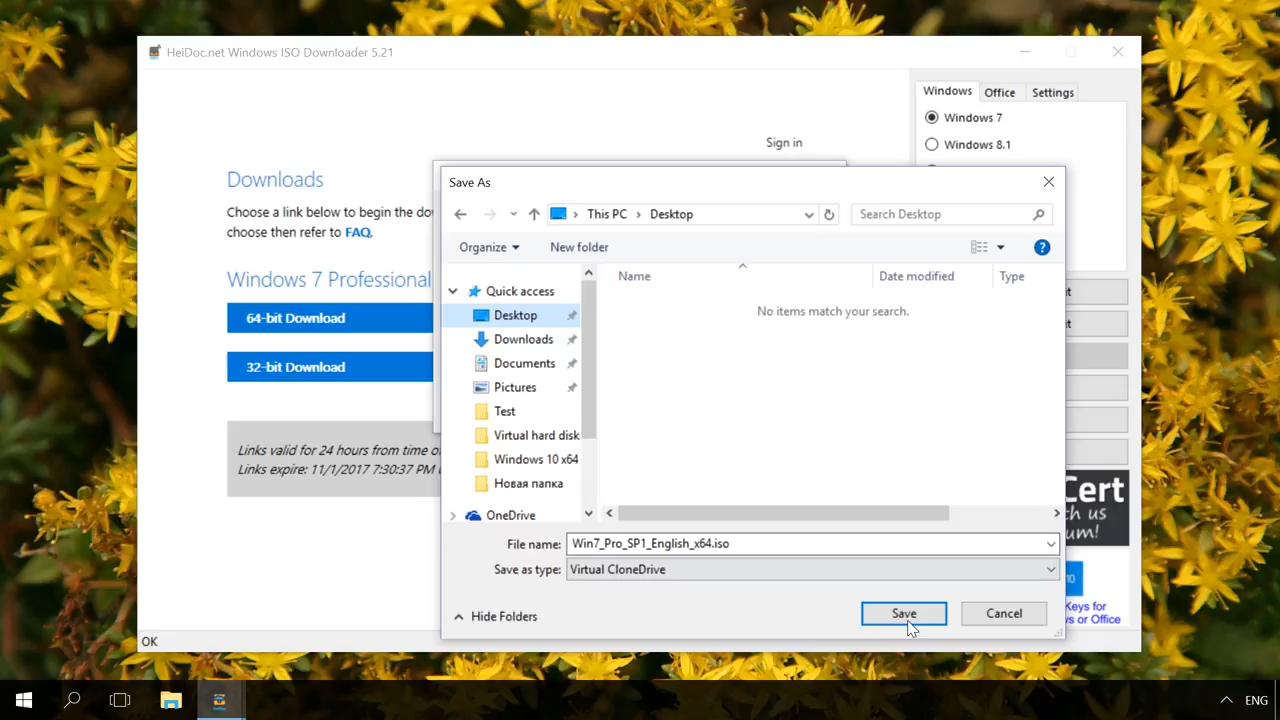 HeiDoc.net Windows ISO Downloader 5.21
Windows
Office
Settings
Windows 7
Windows 8.1
Sign in
Downloads
Choose a link below to begin the do
choose then refer to FAQ.
Windows 7 Professional
64-bit Download
32-bit Download
Links valid for 24 hours from time o
Links expire: 11/1/2017 7:30:37 PM
Save As
This PC
Desktop
Search Desktop
Organize
New folder
Name
Date modified
Type
No items match your search.
Quick access
Desktop
Downloads
Documents
Pictures
Test
Virtual hard disk
Windows 10 x64
Новая папка
OneDrive
File name:
Win7_Pro_SP1_English_x64.iso
Save as type:
Virtual CloneDrive
Hide Folders
Save
Cancel
it
it
Cert
h us
um!
10
Keys for
ws or Office
OK
ENG